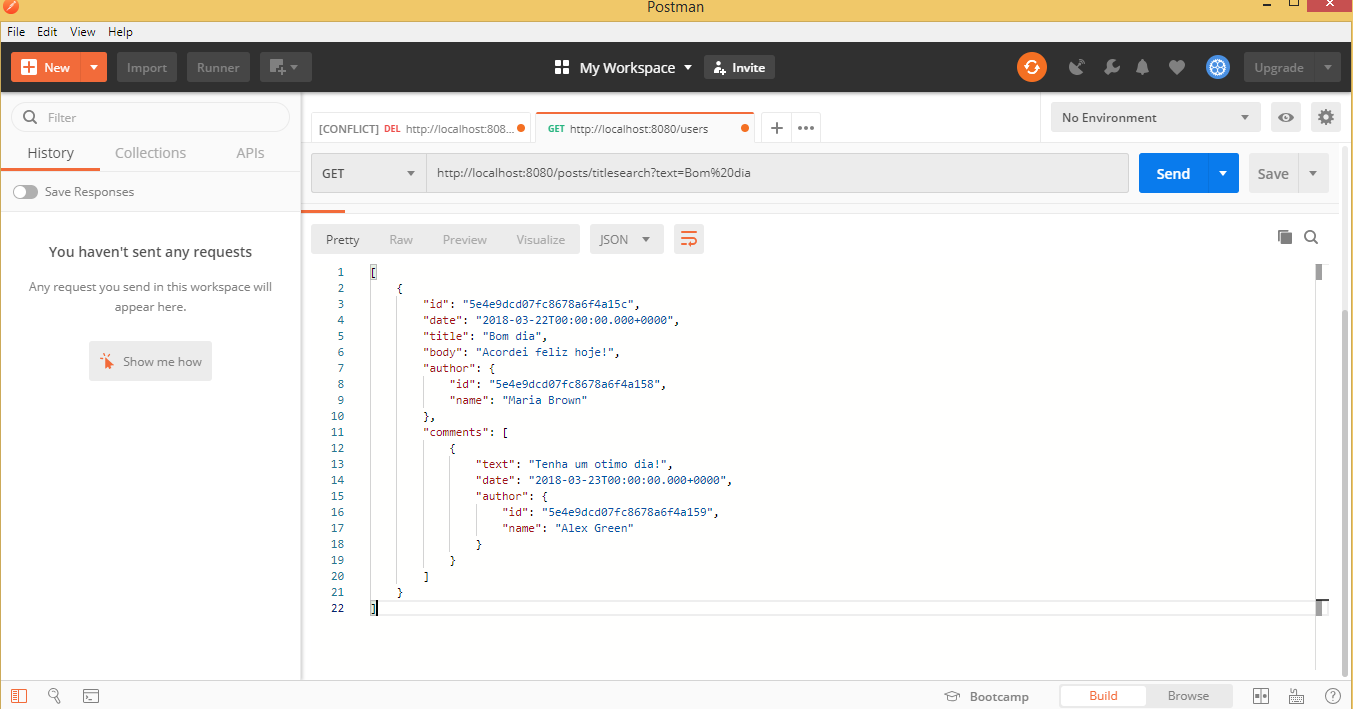 Postman
File Edit View Help
New Import Runner My Workspace Invite Upgrade
Filter
History Collections APIs
Save Responses
You haven't sent any requests
Any request you send in this workspace will
appear here.
Show me how
[CONFLICT] DEL http://localhost:808... GET http://localhost:8080/users No Environment
GET http://localhost:8080/posts/titlesearch?text=Bom%20dia Send Save
Pretty Raw Preview Visualize JSON
1 [
2 {
3 "id": "5e4e9dcd07fc8678a6f4a15c",
4 "date": "2018-03-22T00:00:00.000+0000",
5 "title": "Bom dia",
6 "body": "Acordei feliz hoje!",
7 "author": {
8 "id": "5e4e9dcd07fc8678a6f4a158",
9 "name": "Maria Brown"
10 },
11 "comments": [
12 {
13 "text": "Tenha um otimo dia!",
14 "date": "2018-03-23T00:00:00.000+0000",
15 "author": {
16 "id": "5e4e9dcd07fc8678a6f4a159",
17 "name": "Alex Green"
18 }
19 }
20 ]
21 }
22 ]
Bootcamp Build Browse